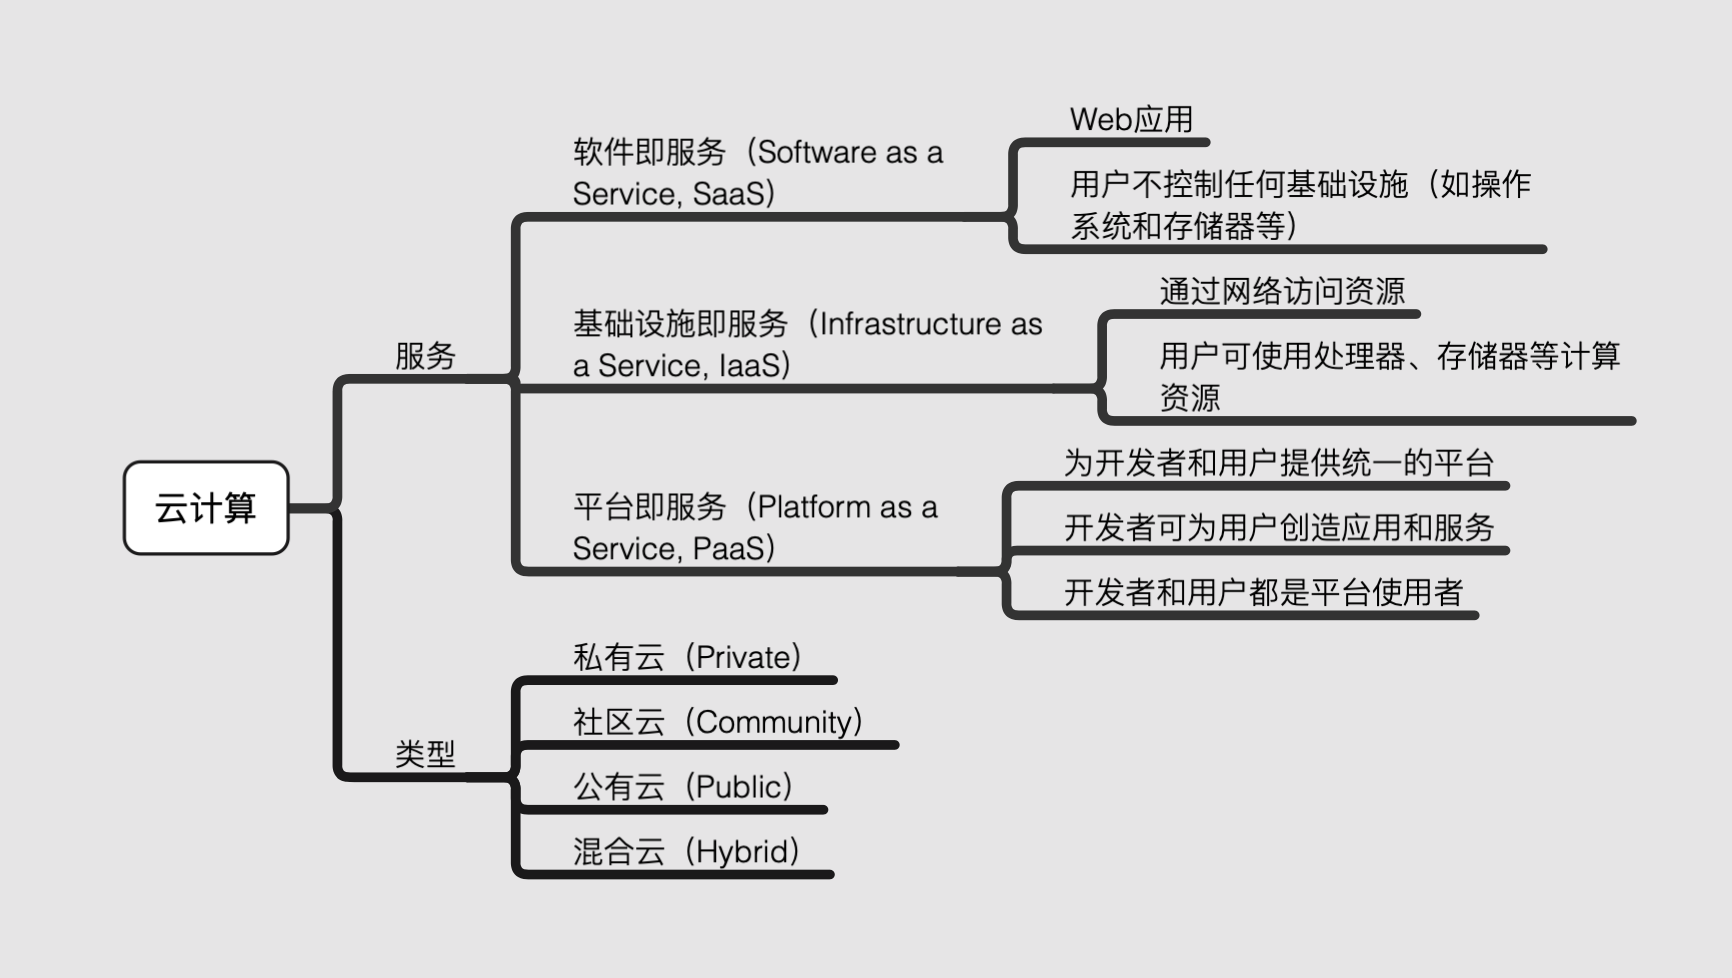 云计算
服务
软件即服务（Software as a
Service, SaaS）
Web应用
用户不控制任何基础设施（如操作
系统和存储器等）
基础设施即服务（Infrastructure as
a Service, IaaS）
通过网络访问资源
用户可使用处理器、存储器等计算
资源
平台即服务（Platform as a
Service, PaaS）
为开发者和用户提供统一的平台
开发者可为用户创造应用和服务
开发者和用户都是平台使用者
类型
私有云（Private）
社区云（Community）
公有云（Public）
混合云（Hybrid）